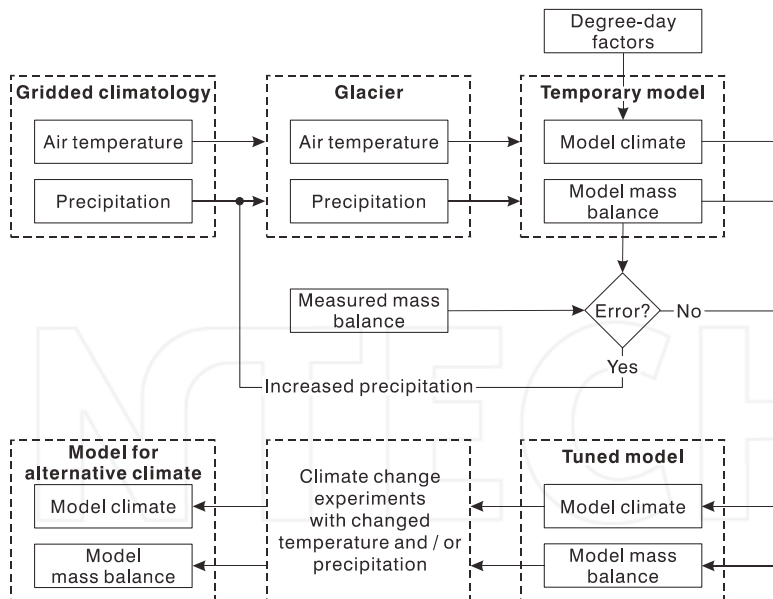 Degree-day
factors
Gridded climatology
Glacier
Temporary model
Air temperature
Air temperature
Model climate
Precipitation
Precipitation
Model mass
balance
Measured mass
balance
Error?
No
Yes
Increased precipitation
Model for
alternative climate
Model climate
Model
mass balance
Climate change
experiments
with changed
temperature and / or
precipitation
Tuned model
Model climate
Model mass
balance
NTECH